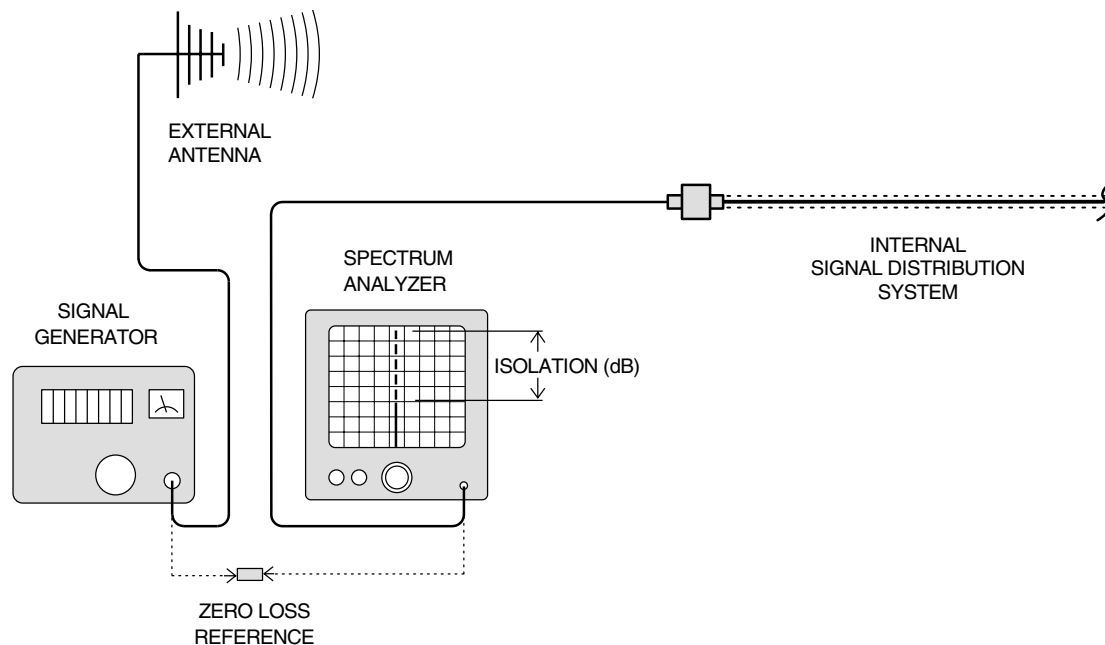 EXTERNAL
ANTENNA
INTERNAL
SIGNAL DISTRIBUTION
SYSTEM
SPECTRUM
ANALYZER
SIGNAL
GENERATOR
ISOLATION (dB)
ZERO LOSS
REFERENCE